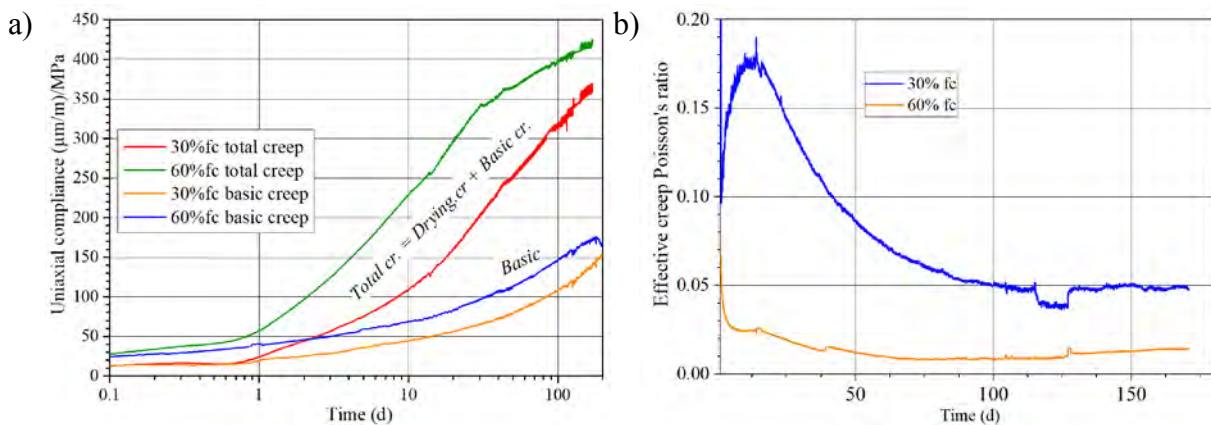 a)
Uniaxial compliance (μm/m)/MPa
450
400
350
300
250
200
150
100
50
0
30%fc total creep
60%fc total creep
30%fc basic creep
60%fc basic creep
Total cr. = Drying.cr + Basic cr.
Basic
0.1
1
10
100
Time (d)
b)
Effective creep Poisson's ratio
0.20
0.15
0.10
0.05
0.00
30% fc
60% fc
50
100
150
Time (d)